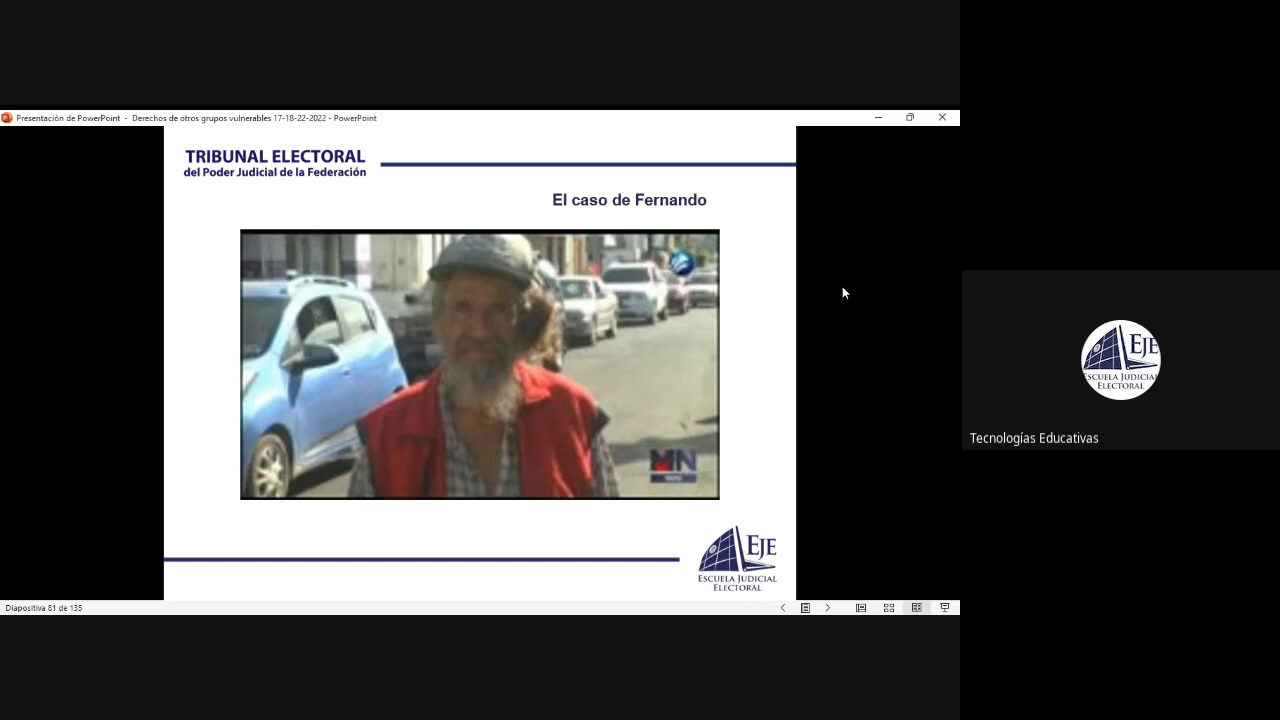 Presentación de PowerPoint - Derechos de otros grupos vulnerables 17-18-22-2022 - PowerPoint
TRIBUNAL ELECTORAL
del Poder Judicial de la Federación
El caso de Fernando
MN
EJE
ESCUELA JUDICIAL
ELECTORAL
Diapositiva 81 de 135
EJE
ESCUELA JUDICIAL
ELECTORAL
Tecnologías Educativas